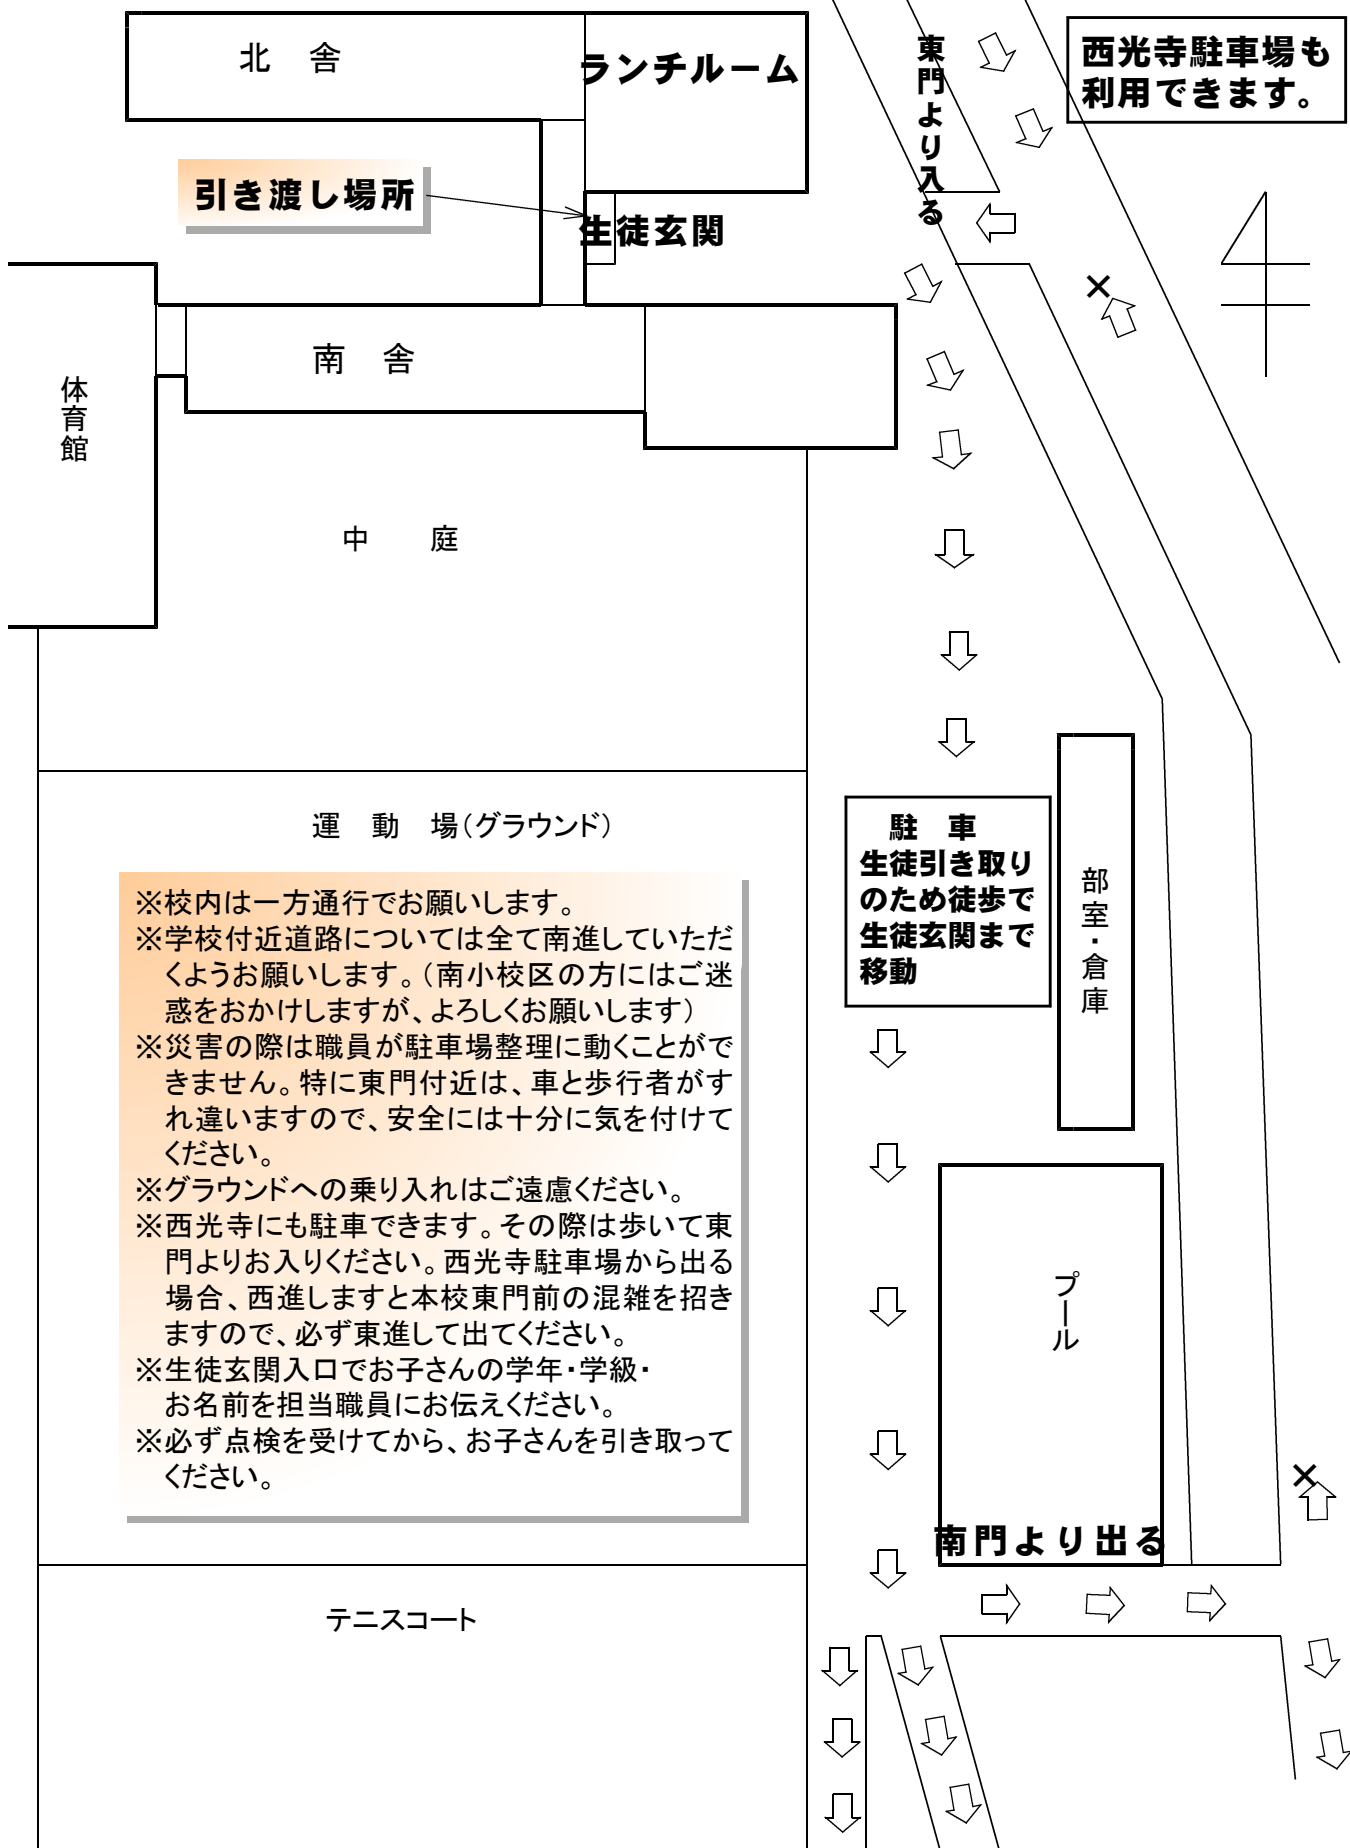 北　舎
ランチルーム
東門より入る
西光寺駐車場も
利用できます。
引き渡し場所
生徒玄関
南　舎
体育館
中　庭
運　動　場（グラウンド）
※校内は一方通行でお願いします。
※学校付近道路については全て南進していただ
くようお願いします。（南小校区の方にはご迷
惑をおかけしますが、よろしくお願いします）
※災害の際は職員が駐車場整理に動くことがで
きません。特に東門付近は、車と歩行者がす
れ違いますので、安全には十分に気を付けて
ください。
※グラウンドへの乗り入れはご遠慮ください。
※西光寺にも駐車できます。その際は歩いて東
門よりお入りください。西光寺駐車場から出る
場合、西進しますと本校東門前の混雑を招き
ますので、必ず東進して出てください。
※生徒玄関入口でお子さんの学年・学級・
お名前を担当職員にお伝えください。
※必ず点検を受けてから、お子さんを引き取って
ください。
駐　車
生徒引き取り
のため徒歩で
生徒玄関まで
移動
部室・倉庫
プール
南門より出る
テニスコート